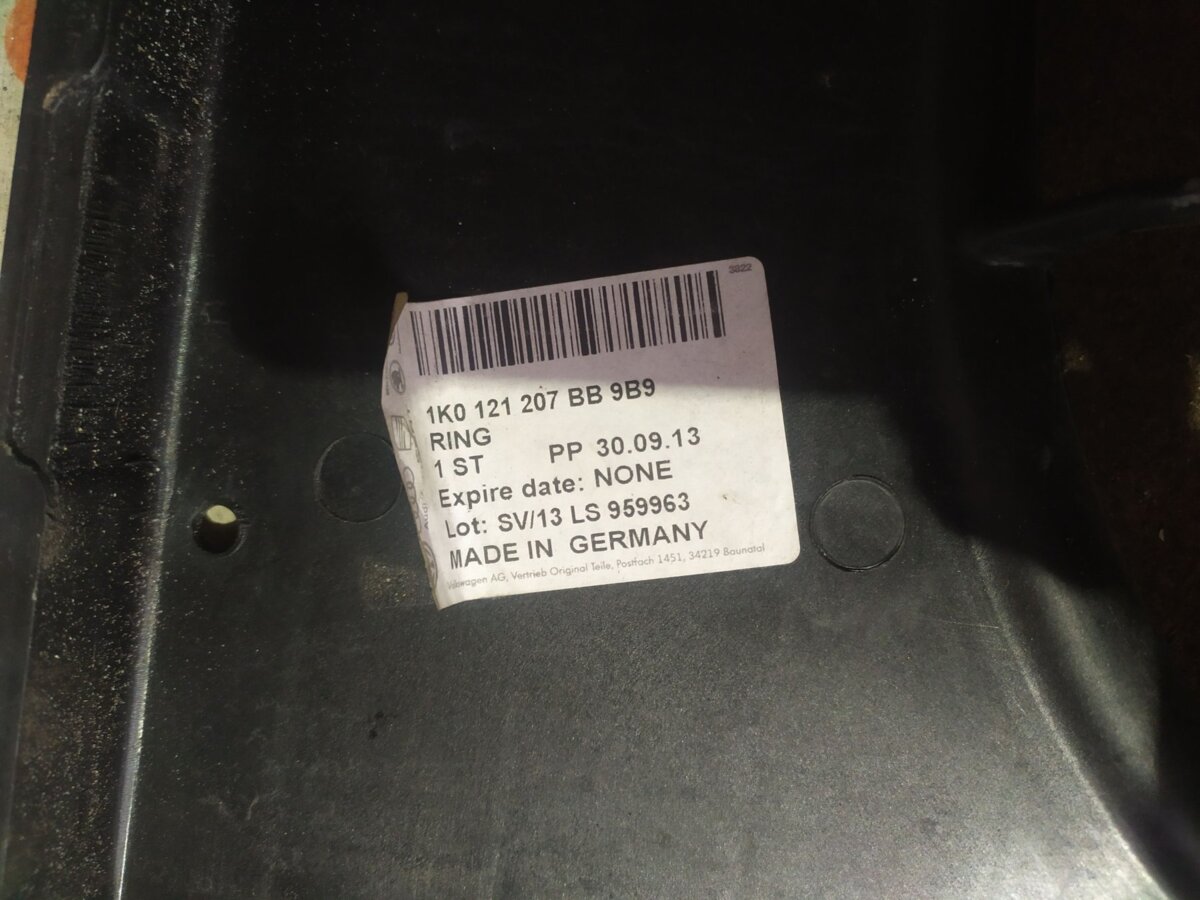 3822
1K0 121 207 BB 9B9
RING
1 ST PP 30.09.13
Expire date: NONE
Lot: SV/13 LS 959963
MADE IN GERMANY
Volkswagen AG, Vertrieb Original Teile, Postfach 1451, 34219 Baunatal
Audi